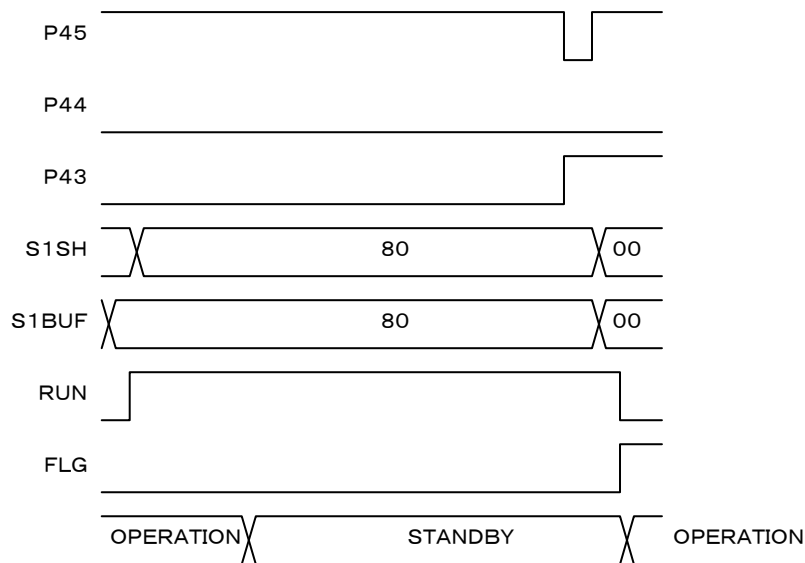 P45
P44
P43
S1SH 80 00
S1BUF 80 00
RUN
FLG
OPERATION STANDBY OPERATION